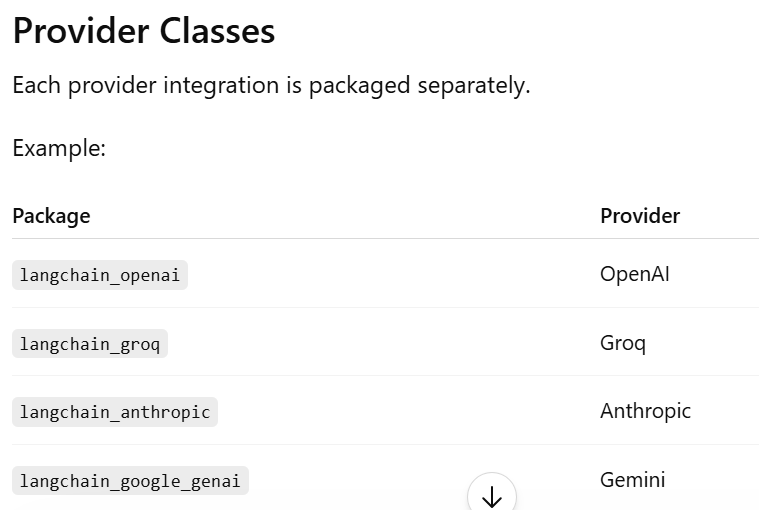 Provider Classes
Each provider integration is packaged separately.
Example:
Package Provider
langchain_openai OpenAI
langchain_groq Groq
langchain_anthropic Anthropic
langchain_google_genai Gemini